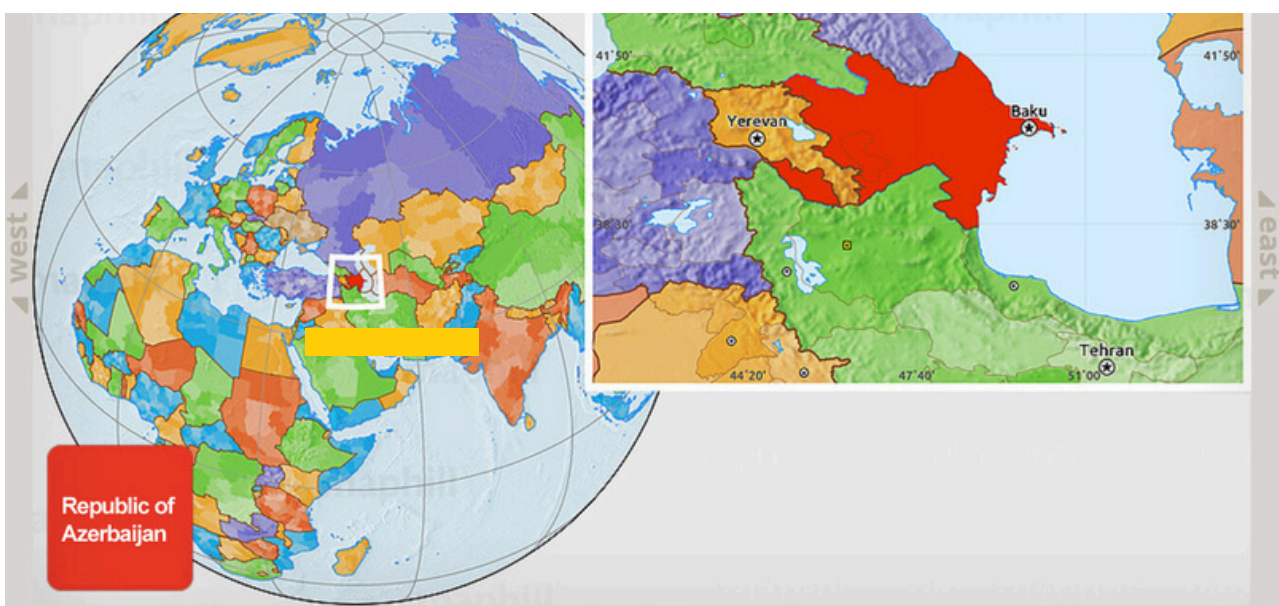 west
41°50'
41°50'
Yerevan
Baku
38°30'
38°30'
east
Tehran
44°20'
47°40'
51°00'
Republic of
Azerbaijan
maphill